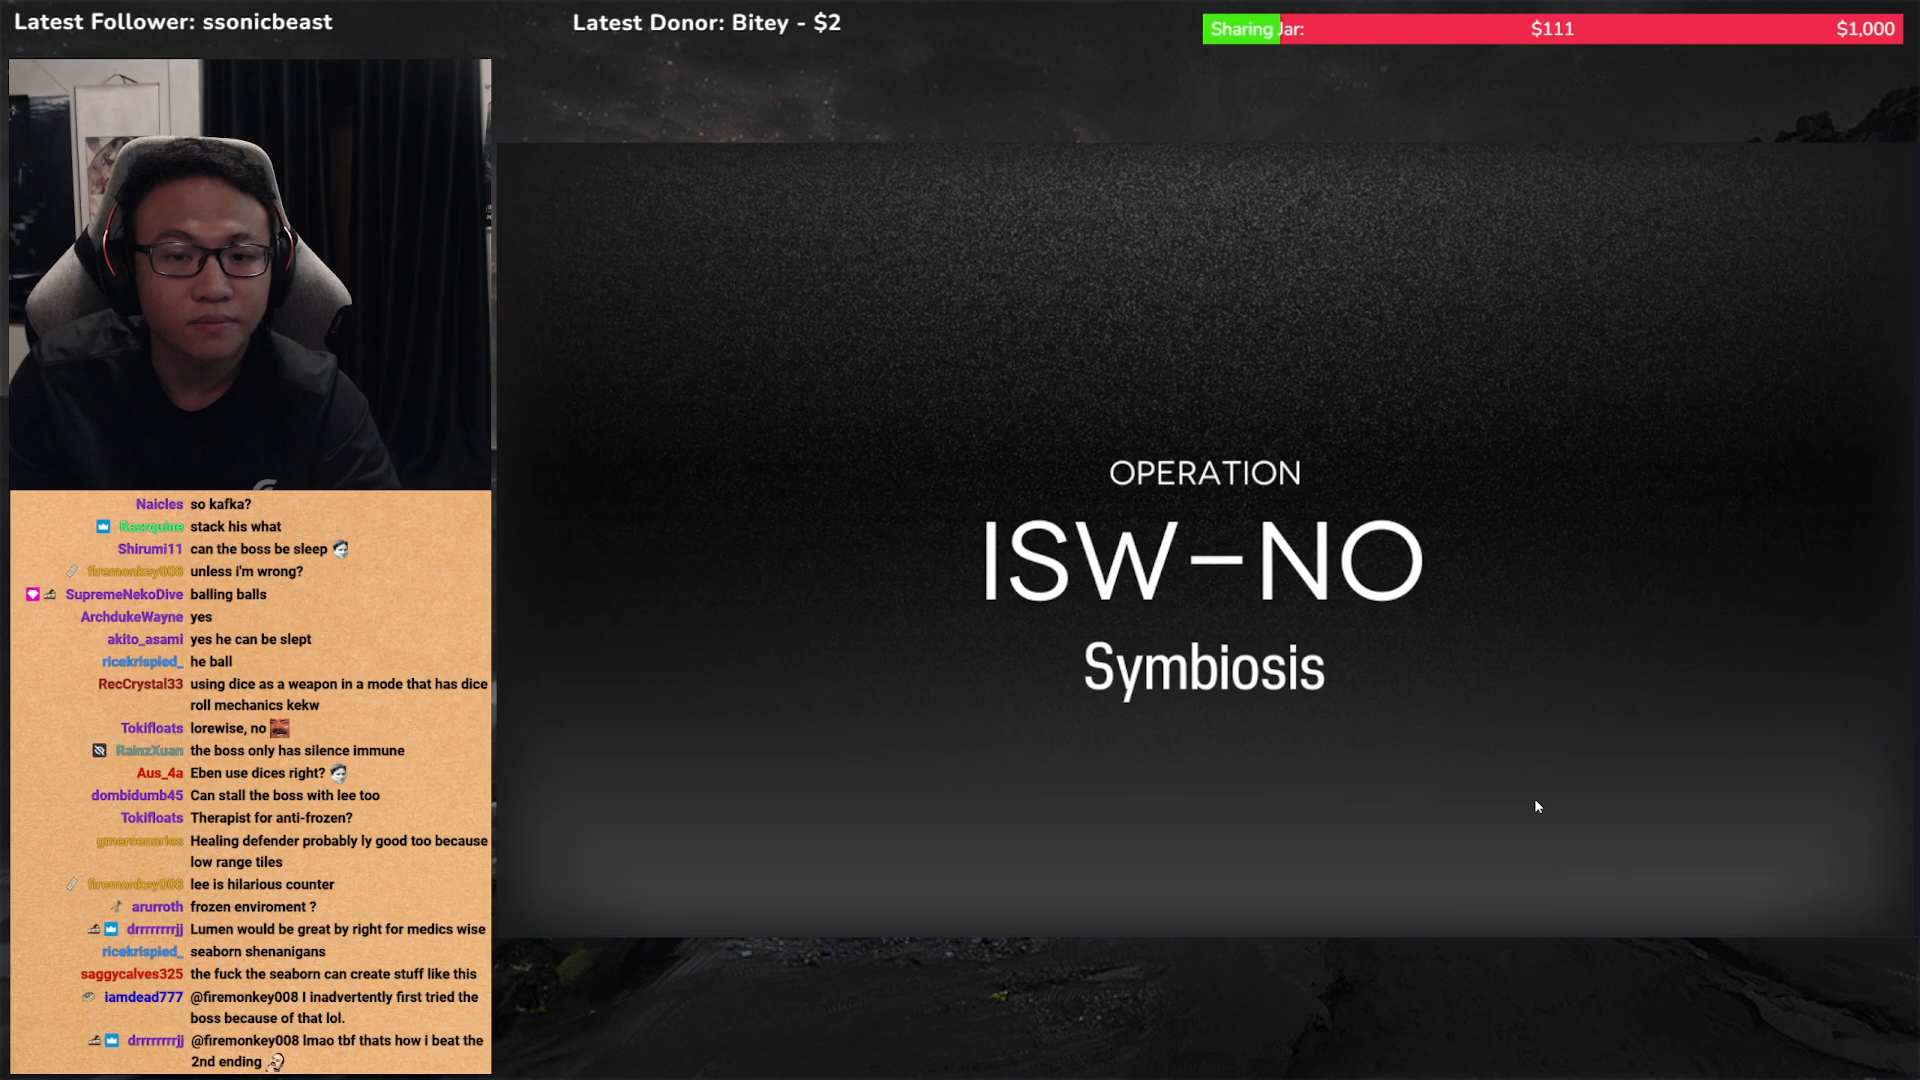 Latest Follower: ssonicbeast
Latest Donor: Bitey - $2
Sharing Jar: $111 $1,000
OPERATION
ISW-NO
Symbiosis
Naicles so kafka?
Razrquine stack his what
Shirumi11 can the boss be sleep
firemonkey008 unless i'm wrong?
SupremeNekoDive balling balls
ArchdukeWayne yes
akito_asami yes he can be slept
ricekrispied_ he ball
RecCrystal33 using dice as a weapon in a mode that has dice
roll mechanics kekw
Tokifloats lorewise, no
RainzXuan the boss only has silence immune
Aus_4a Eben use dices right?
dombidumb45 Can stall the boss with lee too
Tokifloats Therapist for anti-frozen?
Healing defender probably ly good too because
low range tiles
firemonkey008 lee is hilarious counter
arurroth frozen enviroment ?
drrrrrrrrjj Lumen would be great by right for medics wise
ricekrispied_ seaborn shenanigans
saggycalves325 the fuck the seaborn can create stuff like this
iamdead777 @firemonkey008 I inadvertently first tried the
boss because of that lol.
drrrrrrrrjj @firemonkey008 lmao tbf thats how i beat the
2nd ending